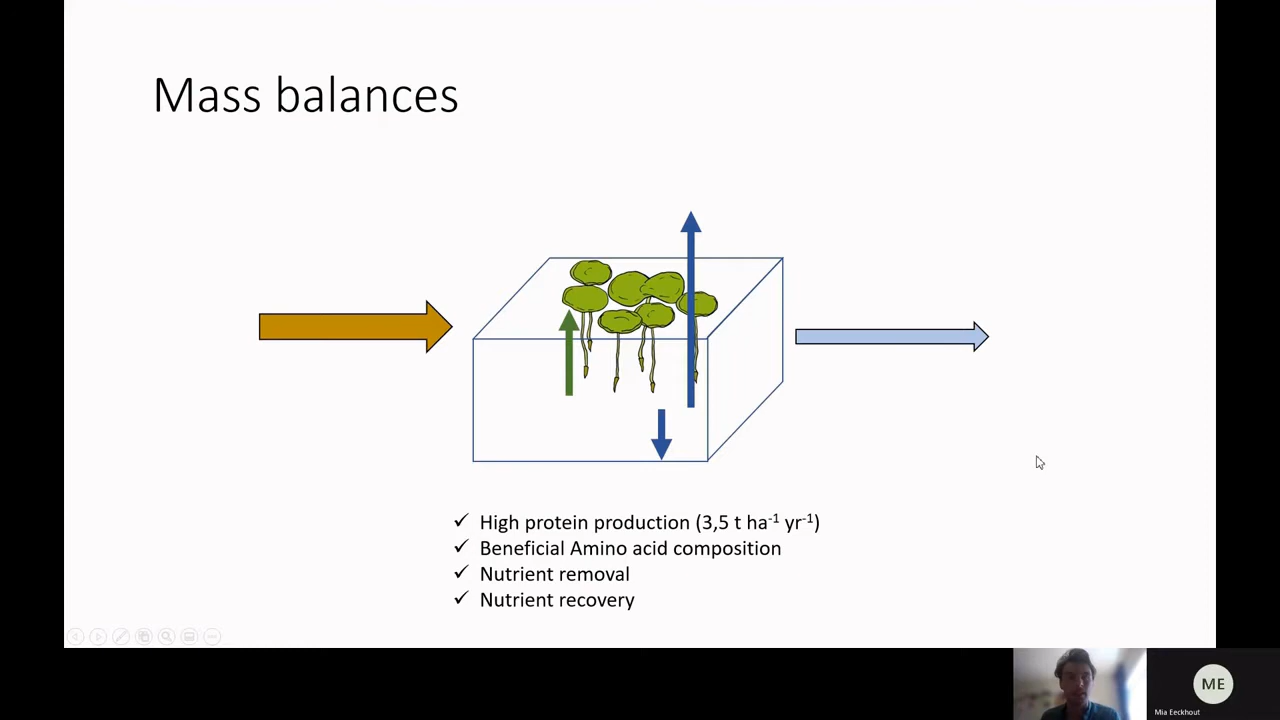 Mass balances
✓ High protein production (3,5 t ha⁻¹ yr⁻¹)
✓ Beneficial Amino acid composition
✓ Nutrient removal
✓ Nutrient recovery
ME
Mia Eeckhout